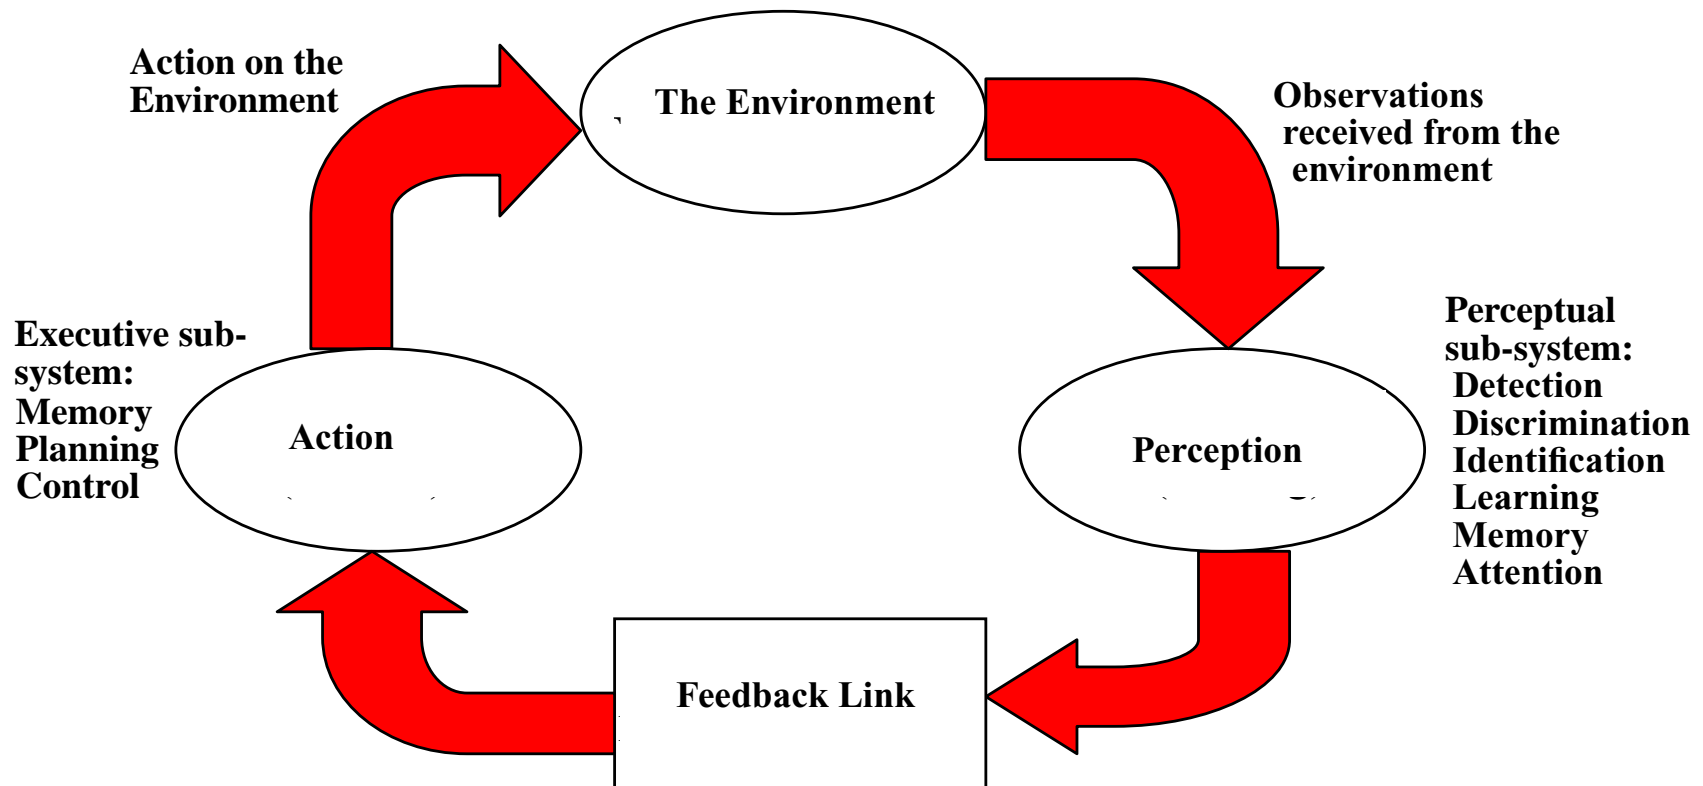 Action on the
Environment
The Environment
Observations
received from the
environment
Executive sub-
system:
Memory
Planning
Control
Action
Perception
Perceptual
sub-system:
Detection
Discrimination
Identification
Learning
Memory
Attention
Feedback Link